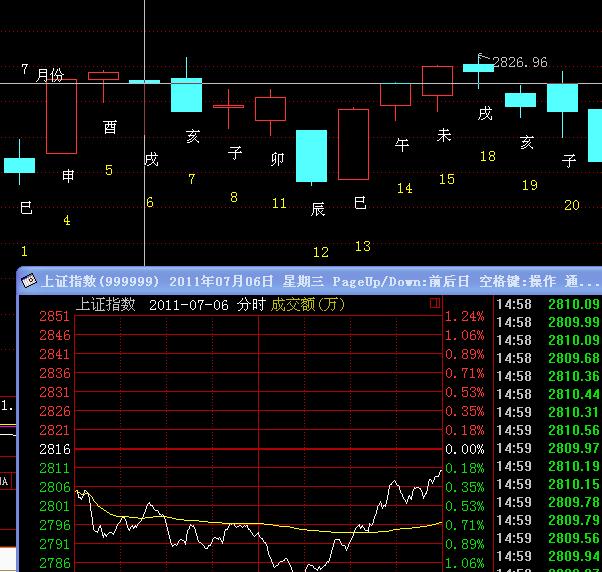 2826.96
7 月份
酉
戌
亥
子
卯
辰
巳
午
未
戌
亥
子
巳
申
1
4
5
6
7
8
11
12
13
14
15
18
19
20
上证指数(999999) 2011年07月06日 星期三 PageUp/Down:前后日 空格键:操作 通...
上证指数 2011-07-06 分时 成交额(万)
2851 1.24%
2846 1.06%
2841 0.89%
2836 0.71%
2831 0.53%
2826 0.35%
2821 0.18%
2816 0.00%
2811 0.18%
2806 0.35%
2801 0.53%
2796 0.71%
2791 0.89%
2786 1.06%
14:58 2810.09
14:58 2809.99
14:58 2810.09
14:58 2809.68
14:58 2810.36
14:58 2810.44
14:59 2810.31
14:59 2810.56
14:59 2809.97
14:59 2810.19
14:59 2810.15
14:59 2809.78
14:59 2809.79
14:59 2809.56
14:59 2809.94
1.